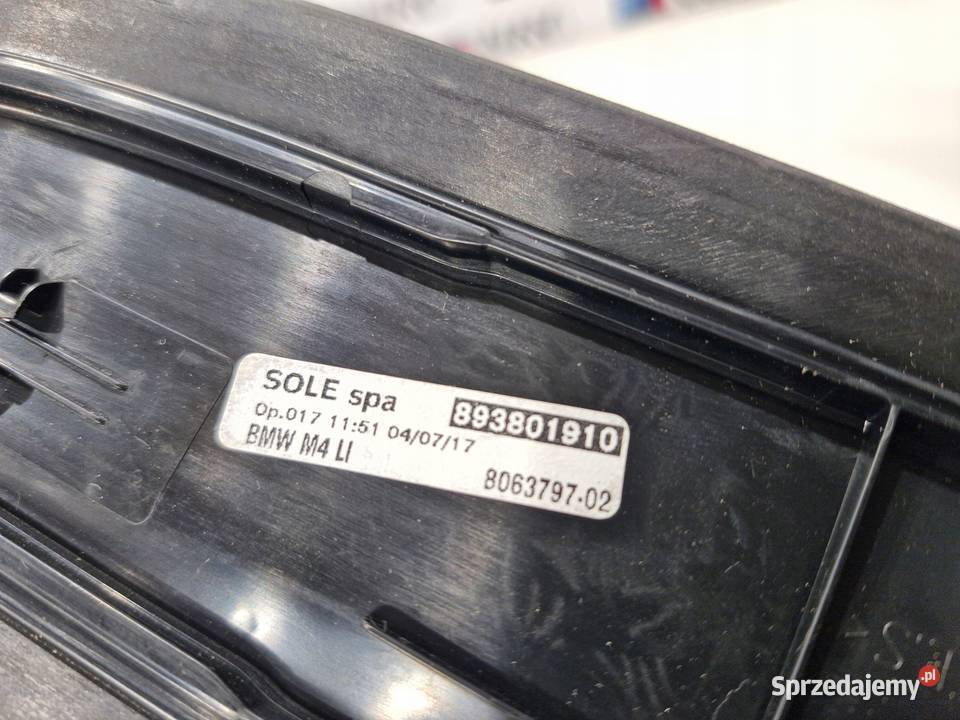 SOLE spa
893801910
Op.017 11:51 04/07/17
BMW M4 LI
8063797-02
Sprzedajemy.pl